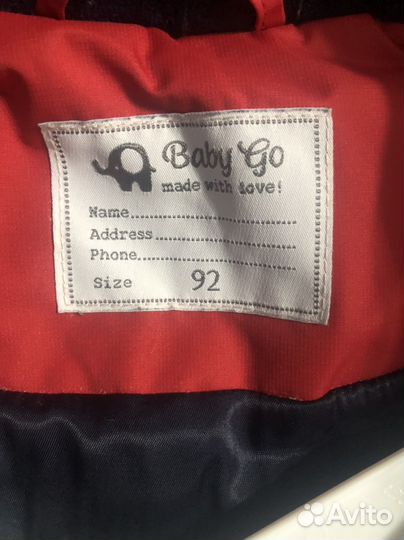 Baby Go
made with love!
Name
Address
Phone
Size 92
Avito